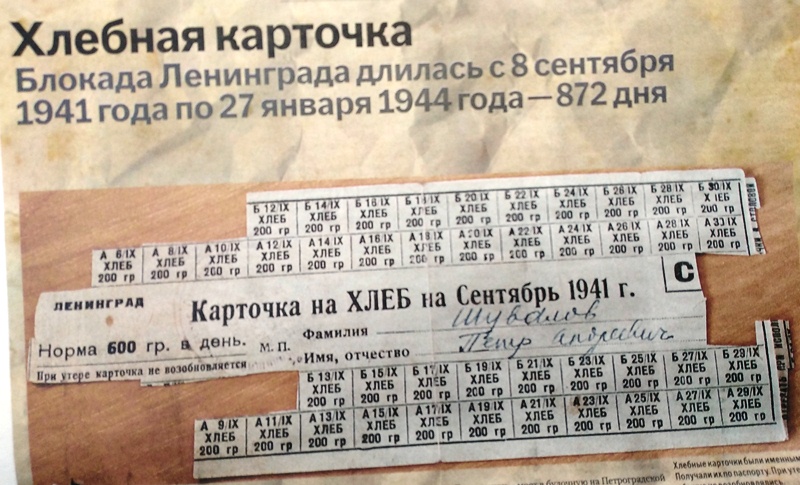 Хлебная карточка
Блокада Ленинграда длилась с 8 сентября
1941 года по 27 января 1944 года — 872 дня
Б 12/IX Б 14/IX Б 16/IX Б 18/IX Б 20/IX Б 22/IX Б 24/IX Б 26/IX Б 28/IX Б 30/IX
ХЛЕБ ХЛЕБ ХЛЕБ ХЛЕБ ХЛЕБ ХЛЕБ ХЛЕБ ХЛЕБ ХЛЕБ ХЛЕБ
200 гр 200 гр 200 гр 200 гр 200 гр 200 гр 200 гр 200 гр 200 гр 200 гр
А 6/IX А 8/IX А 10/IX А 12/IX А 14/IX А 16/IX А 18/IX А 20/IX А 22/IX А 24/IX А 26/IX А 28/IX А 30/IX
ХЛЕБ ХЛЕБ ХЛЕБ ХЛЕБ ХЛЕБ ХЛЕБ ХЛЕБ ХЛЕБ ХЛЕБ ХЛЕБ ХЛЕБ ХЛЕБ ХЛЕБ
200 гр 200 гр 200 гр 200 гр 200 гр 200 гр 200 гр 200 гр 200 гр 200 гр 200 гр 200 гр 200 гр
ЛЕНИНГРАД
Карточка на ХЛЕБ на Сентябрь 1941 г.
С
Норма 600 гр. в день.
М. П.
Фамилия Шувалов
Имя, отчество Петр Андреевич
При утере карточка не возобновляется
Б 13/IX Б 15/IX Б 17/IX Б 19/IX Б 21/IX Б 23/IX Б 25/IX Б 27/IX Б 29/IX
ХЛЕБ ХЛЕБ ХЛЕБ ХЛЕБ ХЛЕБ ХЛЕБ ХЛЕБ ХЛЕБ ХЛЕБ
200 гр 200 гр 200 гр 200 гр 200 гр 200 гр 200 гр 200 гр 200 гр
А 9/IX А 11/IX А 13/IX А 15/IX А 17/IX А 19/IX А 21/IX А 23/IX А 25/IX А 27/IX А 29/IX
ХЛЕБ ХЛЕБ ХЛЕБ ХЛЕБ ХЛЕБ ХЛЕБ ХЛЕБ ХЛЕБ ХЛЕБ ХЛЕБ ХЛЕБ
200 гр 200 гр 200 гр 200 гр 200 гр 200 гр 200 гр 200 гр 200 гр 200 гр 200 гр
Хлебные карточки были именными
Получали их по паспорту. При уте
в булочную на Петроградской